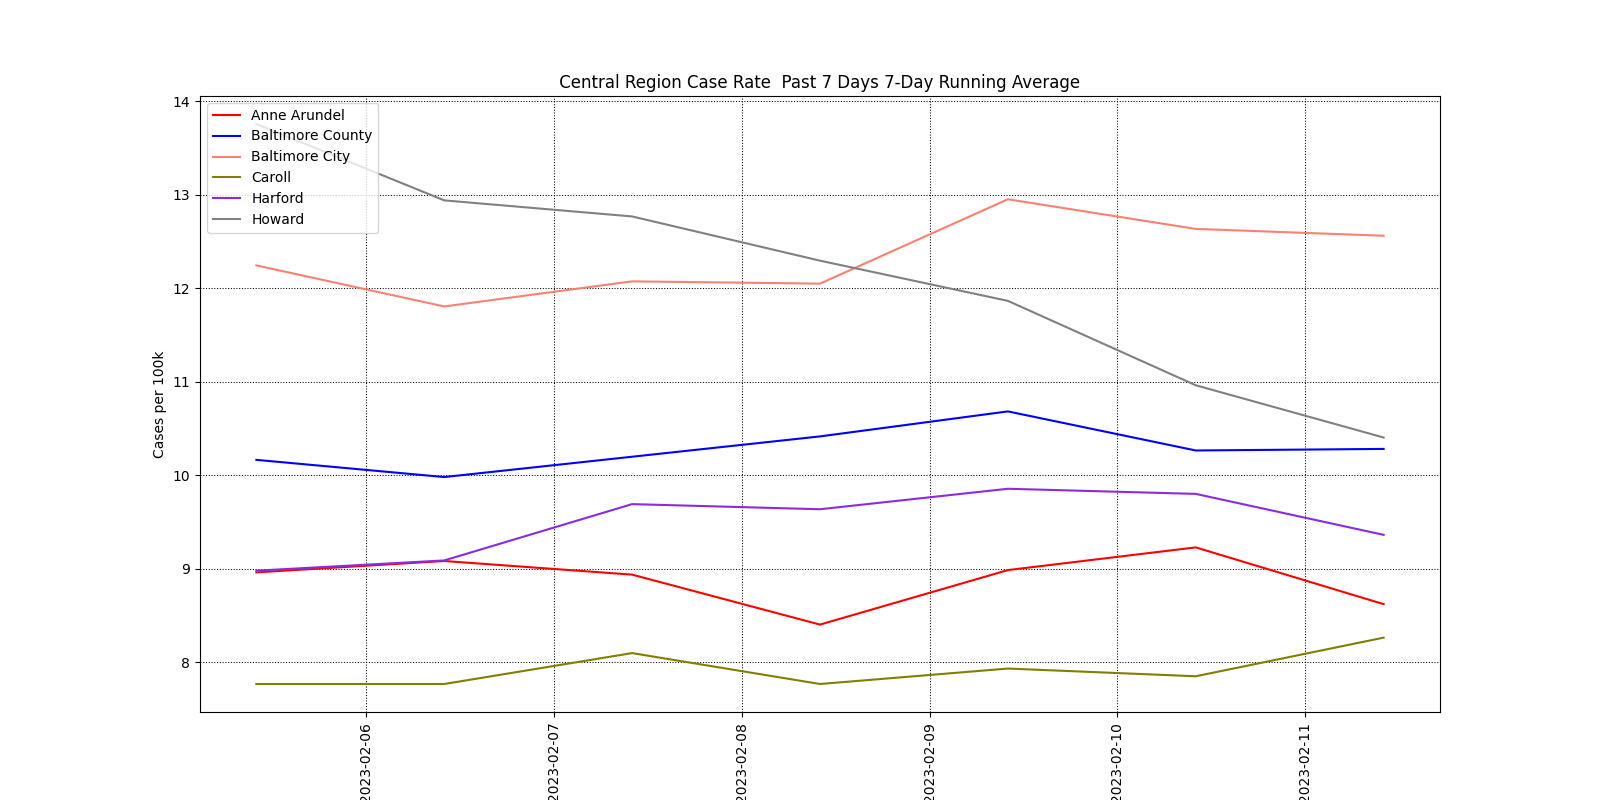 Central Region Case Rate  Past 7 Days 7-Day Running Average
14
13
12
11
10
9
8
Cases per 100k
Anne Arundel
Baltimore County
Baltimore City
Caroll
Harford
Howard
2023-02-06
2023-02-07
2023-02-08
2023-02-09
2023-02-10
2023-02-11